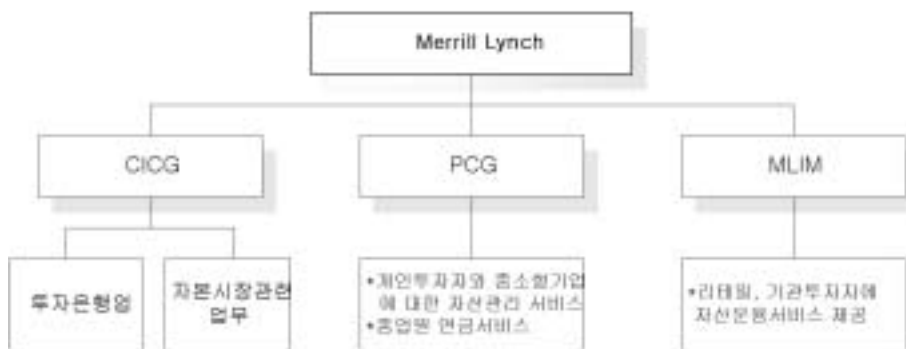 Merrill Lynch
CICG
PCG
MLIM
투자은행업
자본시장관련
업무
*개인투자자와 중소형기업
에 대한 자산관리 서비스
*종업원 연금서비스
*리테일, 기관투자자에
자산운용서비스 제공